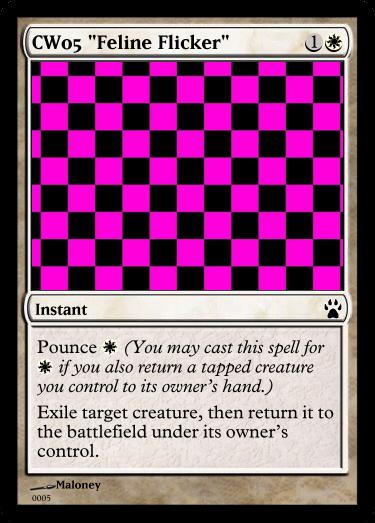 CW05 "Feline Flicker" 1
Instant
Pounce (You may cast this spell for
if you also return a tapped creature
you control to its owner's hand.)
Exile target creature, then return it to
the battlefield under its owner's
control.
Maloney
0005